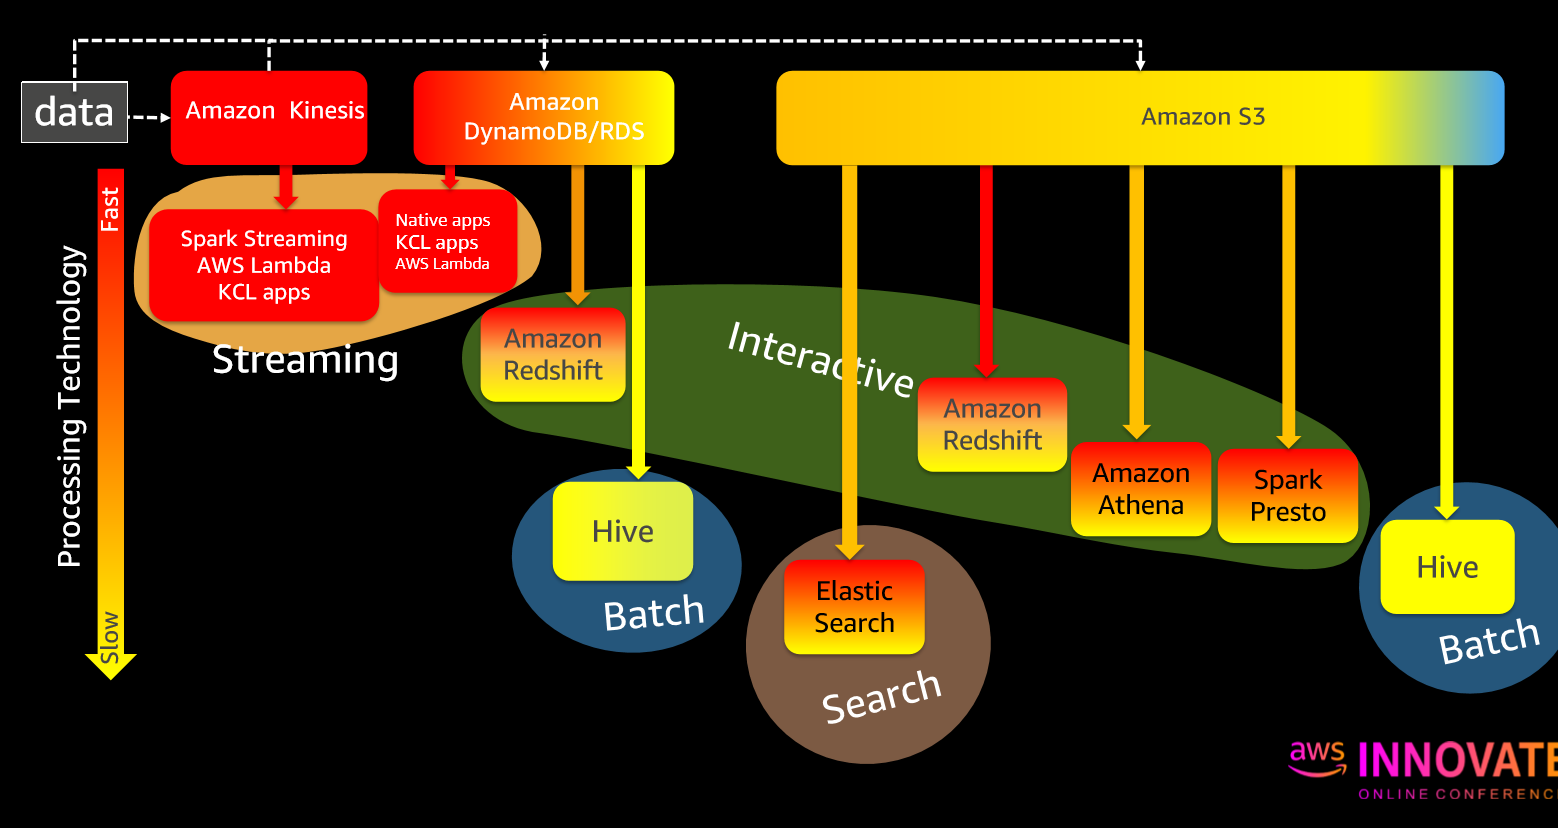 data
Amazon Kinesis
Amazon
DynamoDB/RDS
Amazon S3
Fast
Processing Technology
Slow
Spark Streaming
AWS Lambda
KCL apps
Native apps
KCL apps
AWS Lambda
Streaming
Amazon
Redshift
Interactive
Amazon
Redshift
Amazon
Athena
Spark
Presto
Hive
Batch
Elastic
Search
Search
Hive
Batch
aws
INNOVATE
ONLINE CONFERENC